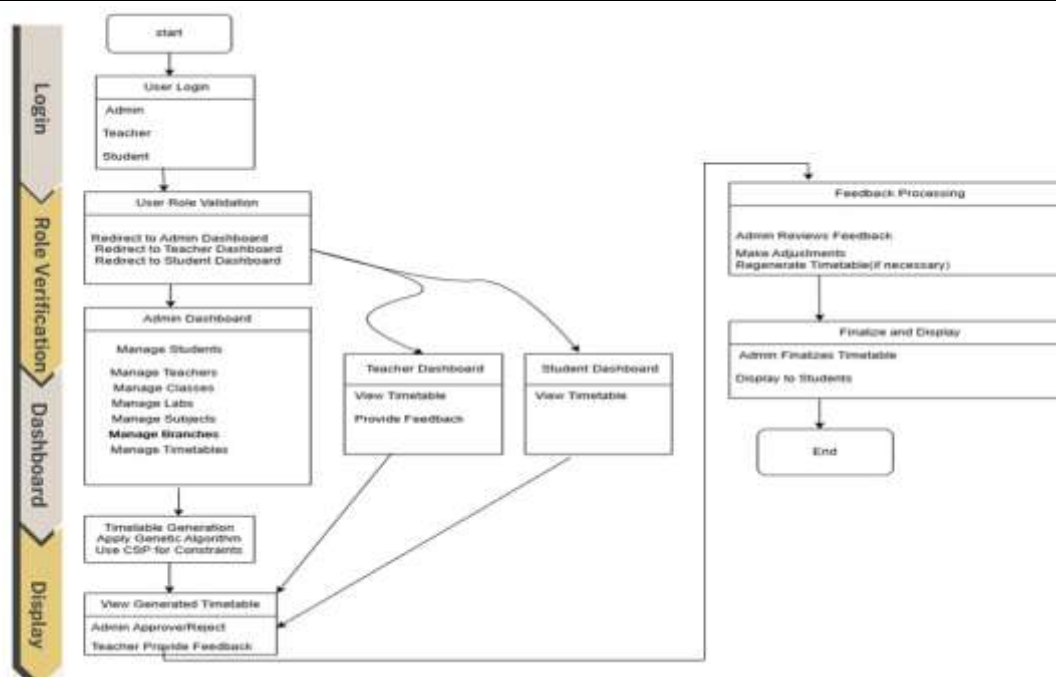 Login
Role Verification
Dashboard
Display
start
User Login
Admin
Teacher
Student
User Role Validation
Redirect to Admin Dashboard
Redirect to Teacher Dashboard
Redirect to Student Dashboard
Admin Dashboard
Manage Students
Manage Teachers
Manage Classes
Manage Labs
Manage Subjects
Manage Branches
Manage Timetables
Teacher Dashboard
View Timetable
Provide Feedback
Student Dashboard
View Timetable
Timetable Generation
Apply Genetic Algorithm
Use CSP for Constraints
View Generated Timetable
Admin Approve/Reject
Teacher Provide Feedback
Feedback Processing
Admin Reviews Feedback
Make Adjustments
Regenerate Timetable(if necessary)
Finalize and Display
Admin Finalizes Timetable
Display to Students
End